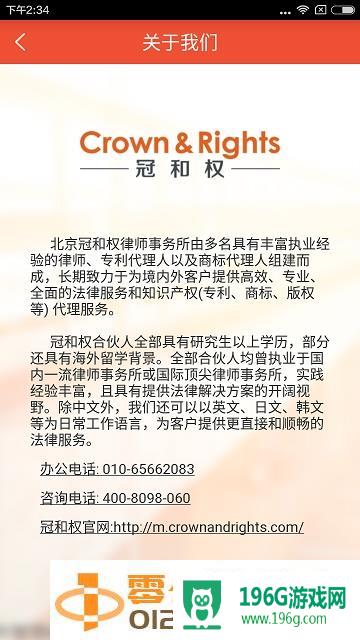 下午2:34
关于我们
Crown & Rights
冠和权
北京冠和权律师事务所由多名具有丰富执业经
验的律师、专利代理人以及商标代理人组建而
成，长期致力于为境内外客户提供高效、专业、
全面的法律服务和知识产权(专利、商标、版权
等) 代理服务。
冠和权合伙人全部具有研究生以上学历，部分
还具有海外留学背景。全部合伙人均曾执业于国
内一流律师事务所或国际顶尖律师事务所，实践
经验丰富，且具有提供法律解决方案的开阔视
野。除中文外，我们还可以以英文、日文、韩文
等为日常工作语言，为客户提供更直接和顺畅的
法律服务。
办公电话: 010-65662083
咨询电话: 400-8098-060
冠和权官网:http://m.crownandrights.com/
196G游戏网
www.196g.com